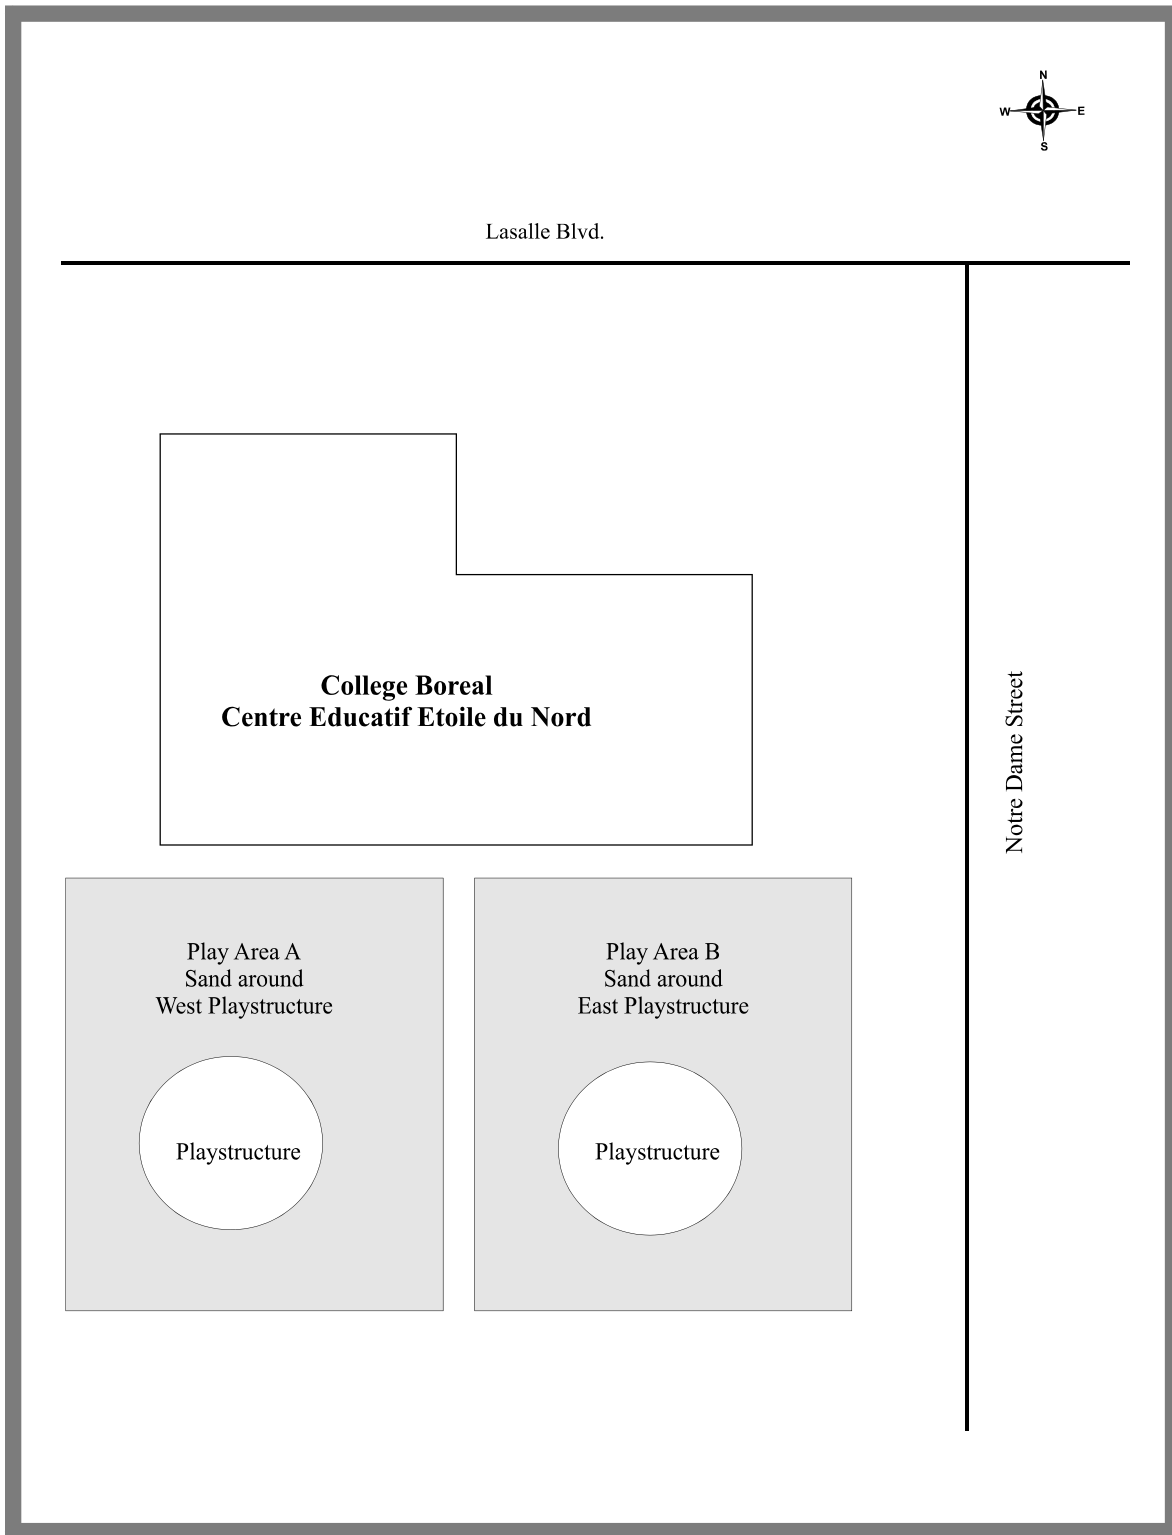 N
W E
S
Lasalle Blvd.
College Boreal
Centre Educatif Etoile du Nord
Notre Dame Street
Play Area A
Sand around
West Playstructure
Play Area B
Sand around
East Playstructure
Playstructure
Playstructure